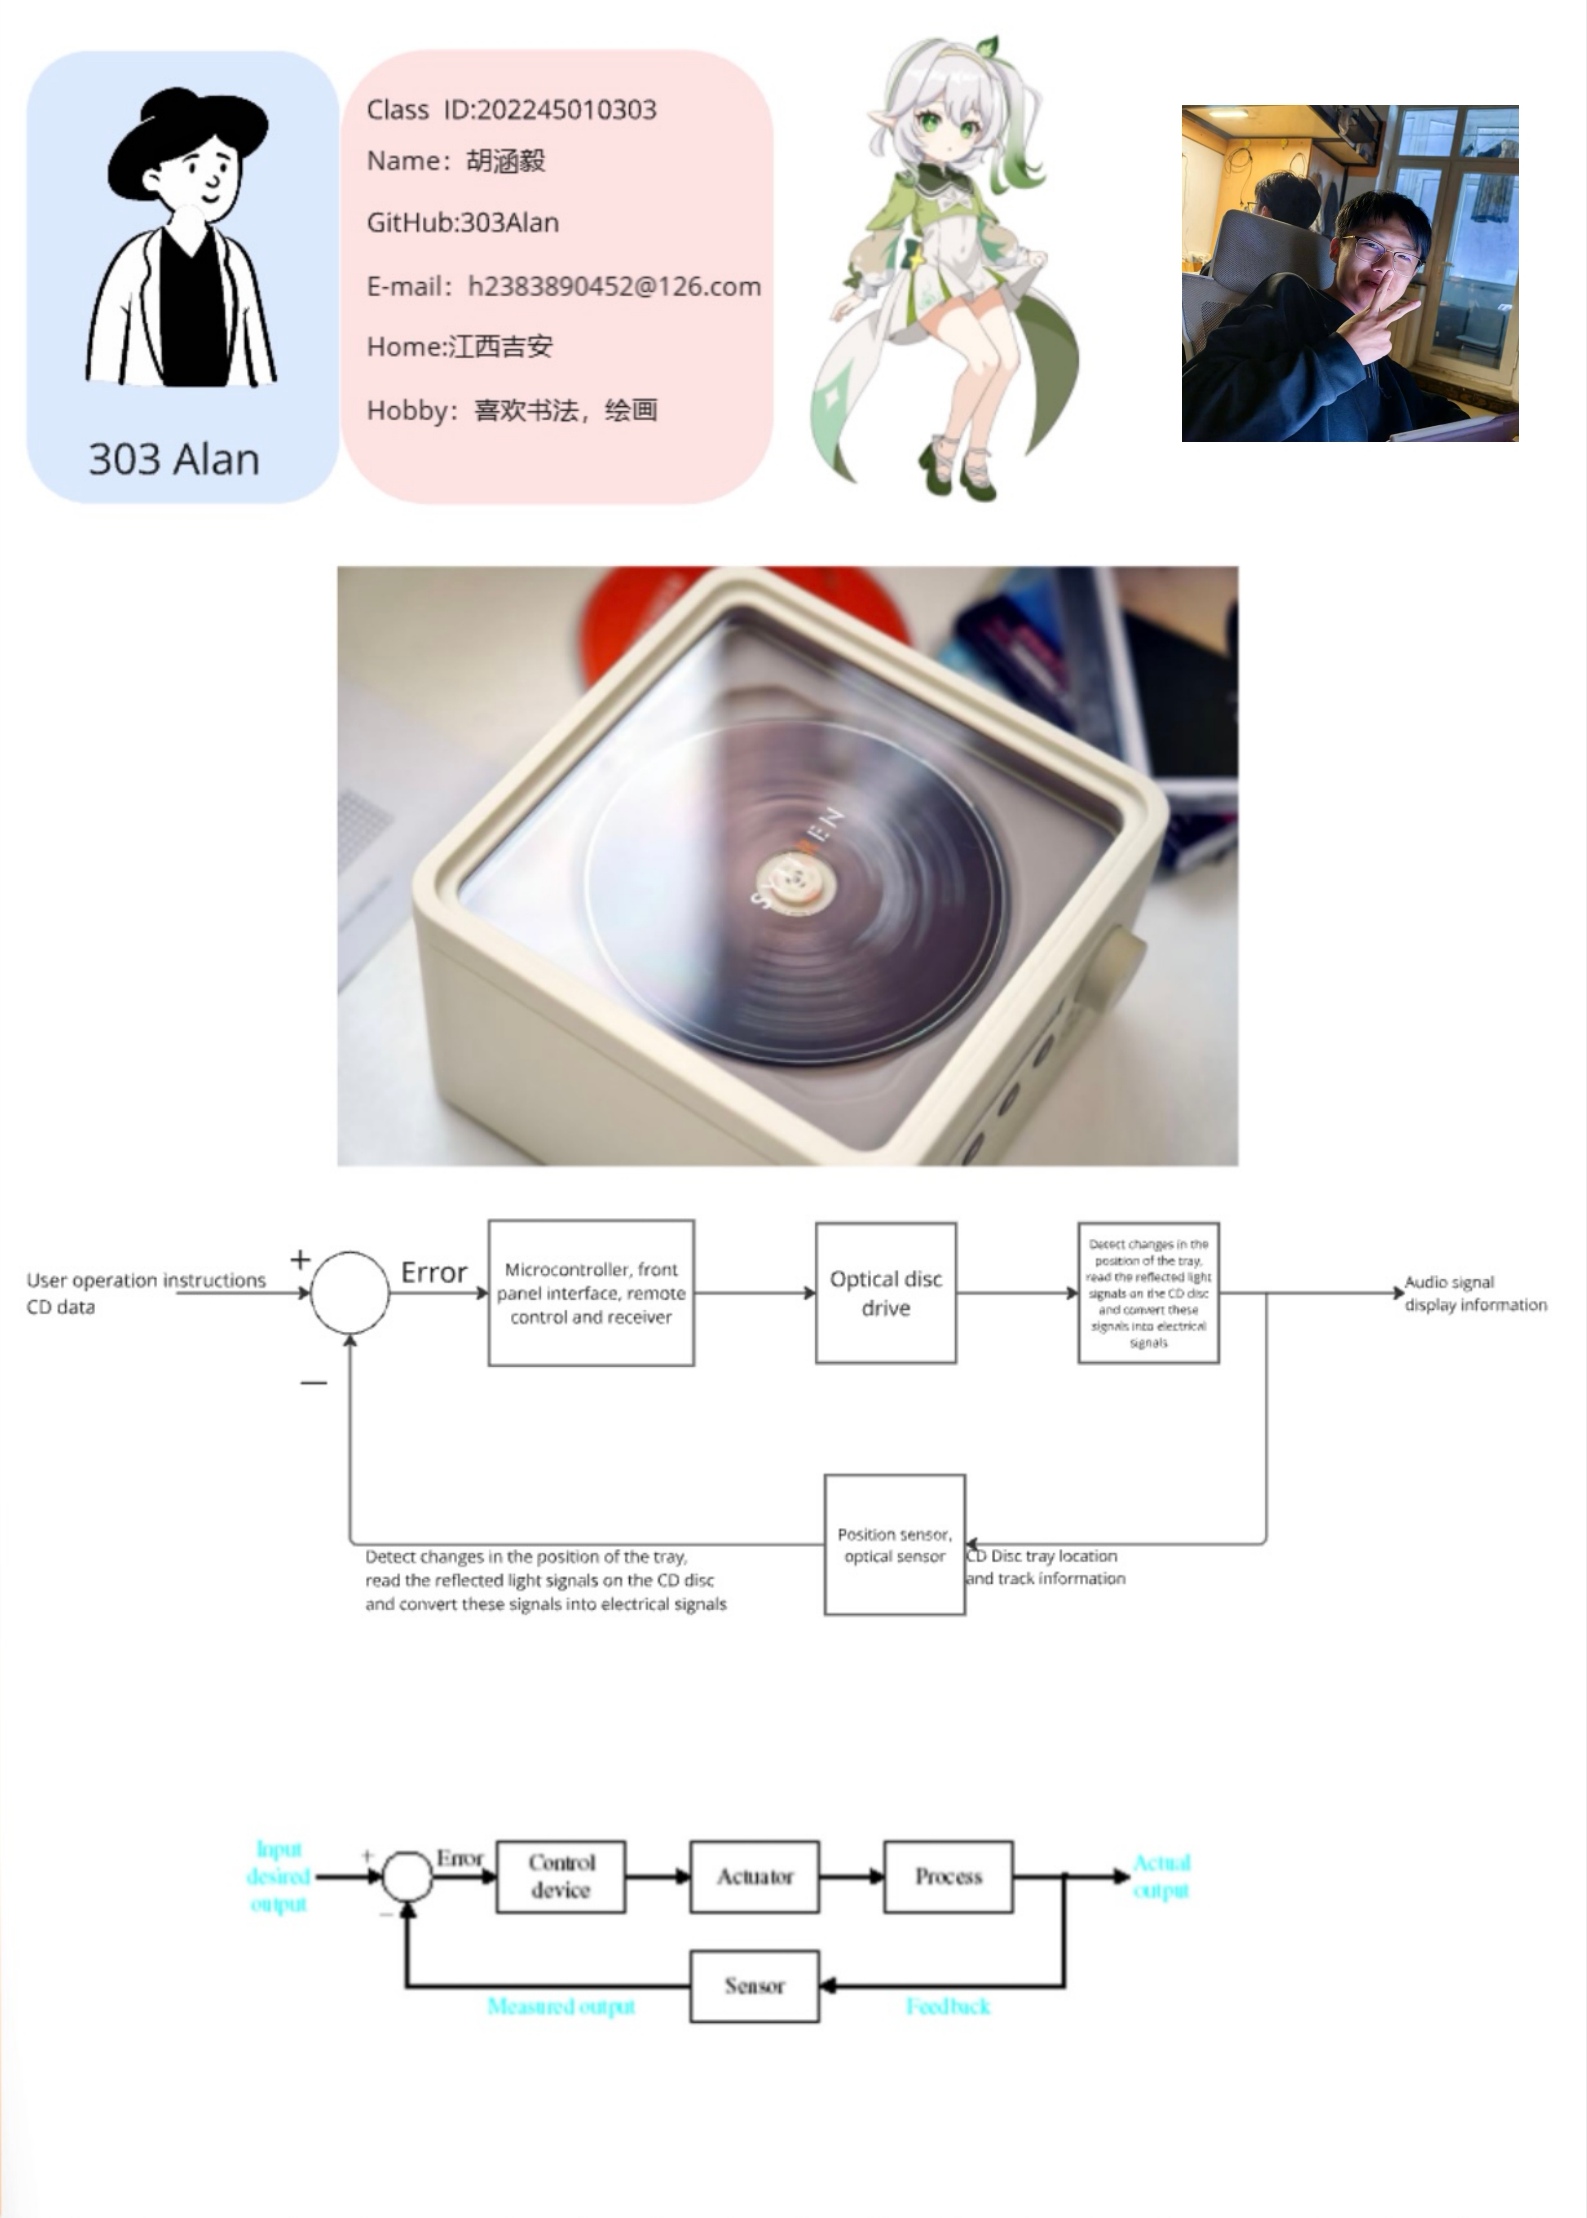 Class ID:202245010303
Name：胡涵毅
GitHub:303Alan
E-mail：h2383890452@126.com
Home:江西吉安
Hobby：喜欢书法，绘画
303 Alan
User operation instructions
CD data
+
−
Error
Microcontroller, front
panel interface, remote
control and receiver
Optical disc
drive
Detect changes in the
position of the tray,
read the reflected light
signals on the CD disc
and convert these
signals into electrical
signals
Audio signal
display information
Position sensor,
optical sensor
CD Disc tray location
and track information
Detect changes in the position of the tray,
read the reflected light signals on the CD disc
and convert these signals into electrical signals
Input
desired
output
+
−
Error
Control
device
Actuator
Process
Actual
output
Sensor
Measured output
Feedback